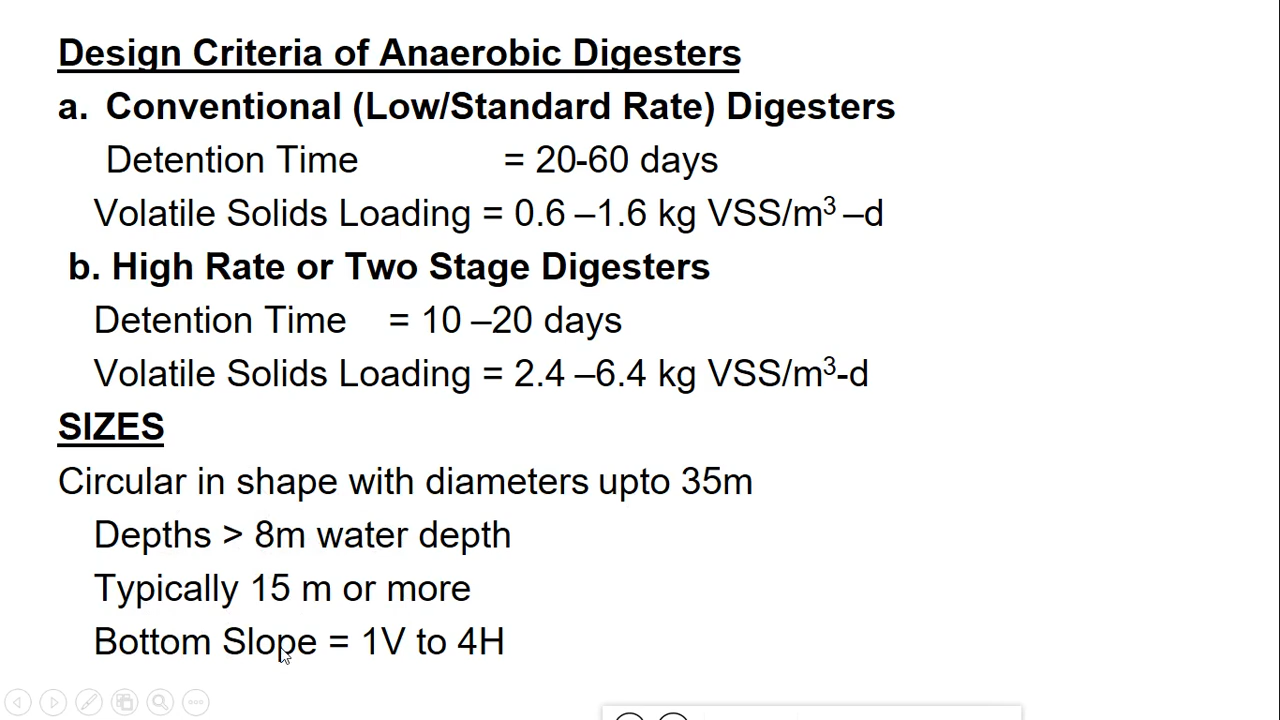 Design Criteria of Anaerobic Digesters
a. Conventional (Low/Standard Rate) Digesters
Detention Time = 20-60 days
Volatile Solids Loading = 0.6 –1.6 kg VSS/m³ –d
b. High Rate or Two Stage Digesters
Detention Time = 10 –20 days
Volatile Solids Loading = 2.4 –6.4 kg VSS/m³-d
SIZES
Circular in shape with diameters upto 35m
Depths > 8m water depth
Typically 15 m or more
Bottom Slope = 1V to 4H